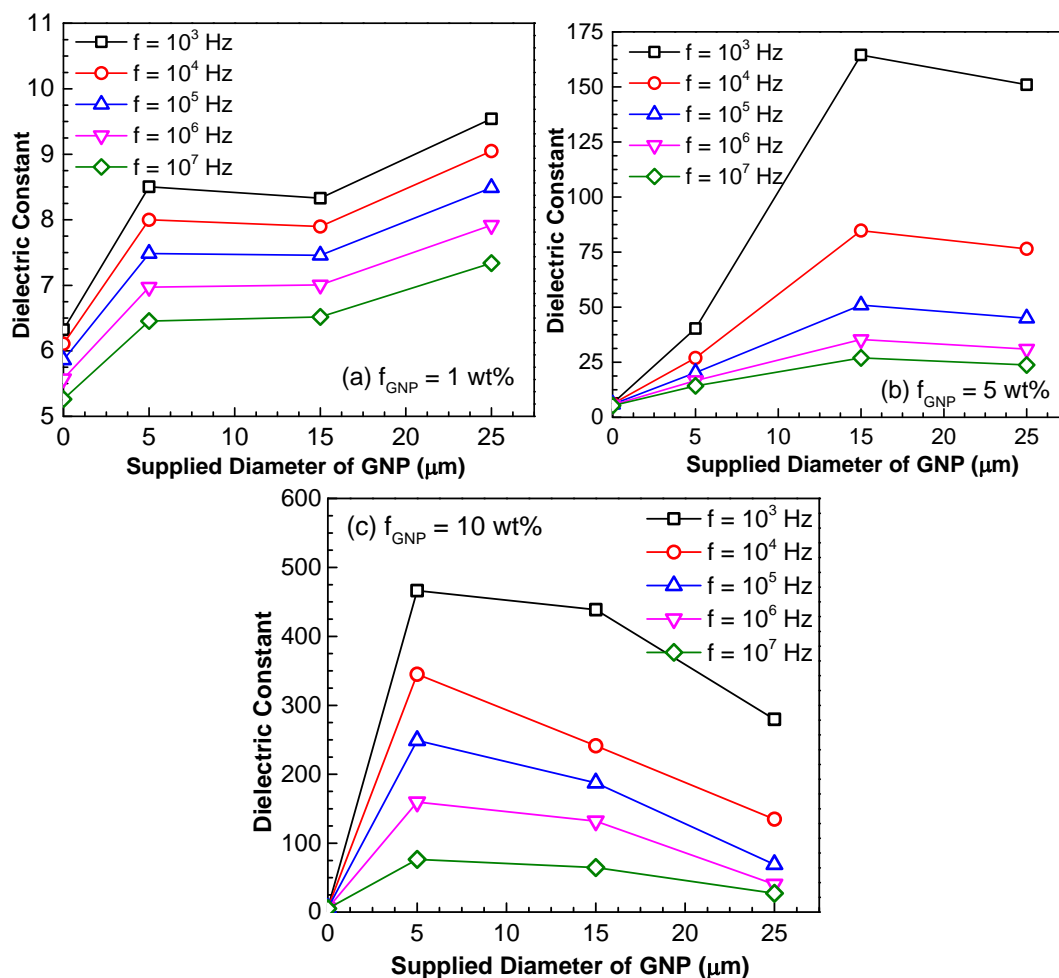 11
10
9
8
7
6
5
Dielectric Constant
f = 10³ Hz
f = 10⁴ Hz
f = 10⁵ Hz
f = 10⁶ Hz
f = 10⁷ Hz
(a) f_GNP = 1 wt%
0 5 10 15 20 25
Supplied Diameter of GNP (μm)
175
150
125
100
75
50
25
0
Dielectric Constant
f = 10³ Hz
f = 10⁴ Hz
f = 10⁵ Hz
f = 10⁶ Hz
f = 10⁷ Hz
(b) f_GNP = 5 wt%
0 5 10 15 20 25
Supplied Diameter of GNP (μm)
600
500
400
300
200
100
0
Dielectric Constant
(c) f_GNP = 10 wt%
f = 10³ Hz
f = 10⁴ Hz
f = 10⁵ Hz
f = 10⁶ Hz
f = 10⁷ Hz
0 5 10 15 20 25
Supplied Diameter of GNP (μm)